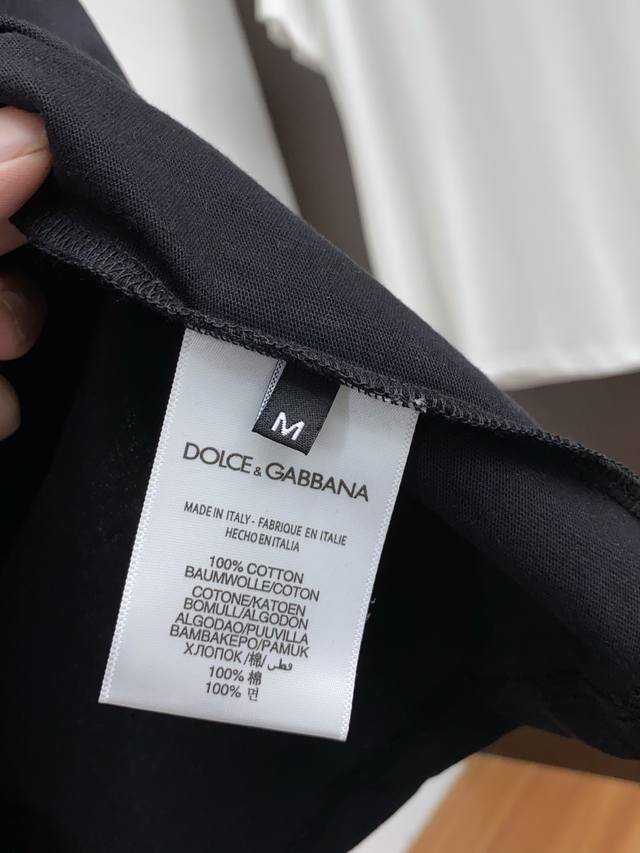 M
DOLCE & GABBANA
MADE IN ITALY - FABRIQUE EN ITALIE
HECHO EN ITALIA
100% COTTON
BAUMWOLLE/COTON
COTONE/KATOEN
BOMULL/ALGODON
ALGODAO/PUUVILLA
BAMBAKEPO/PAMUK
ХЛОПОК/棉/قطن
100% 棉
100% 면